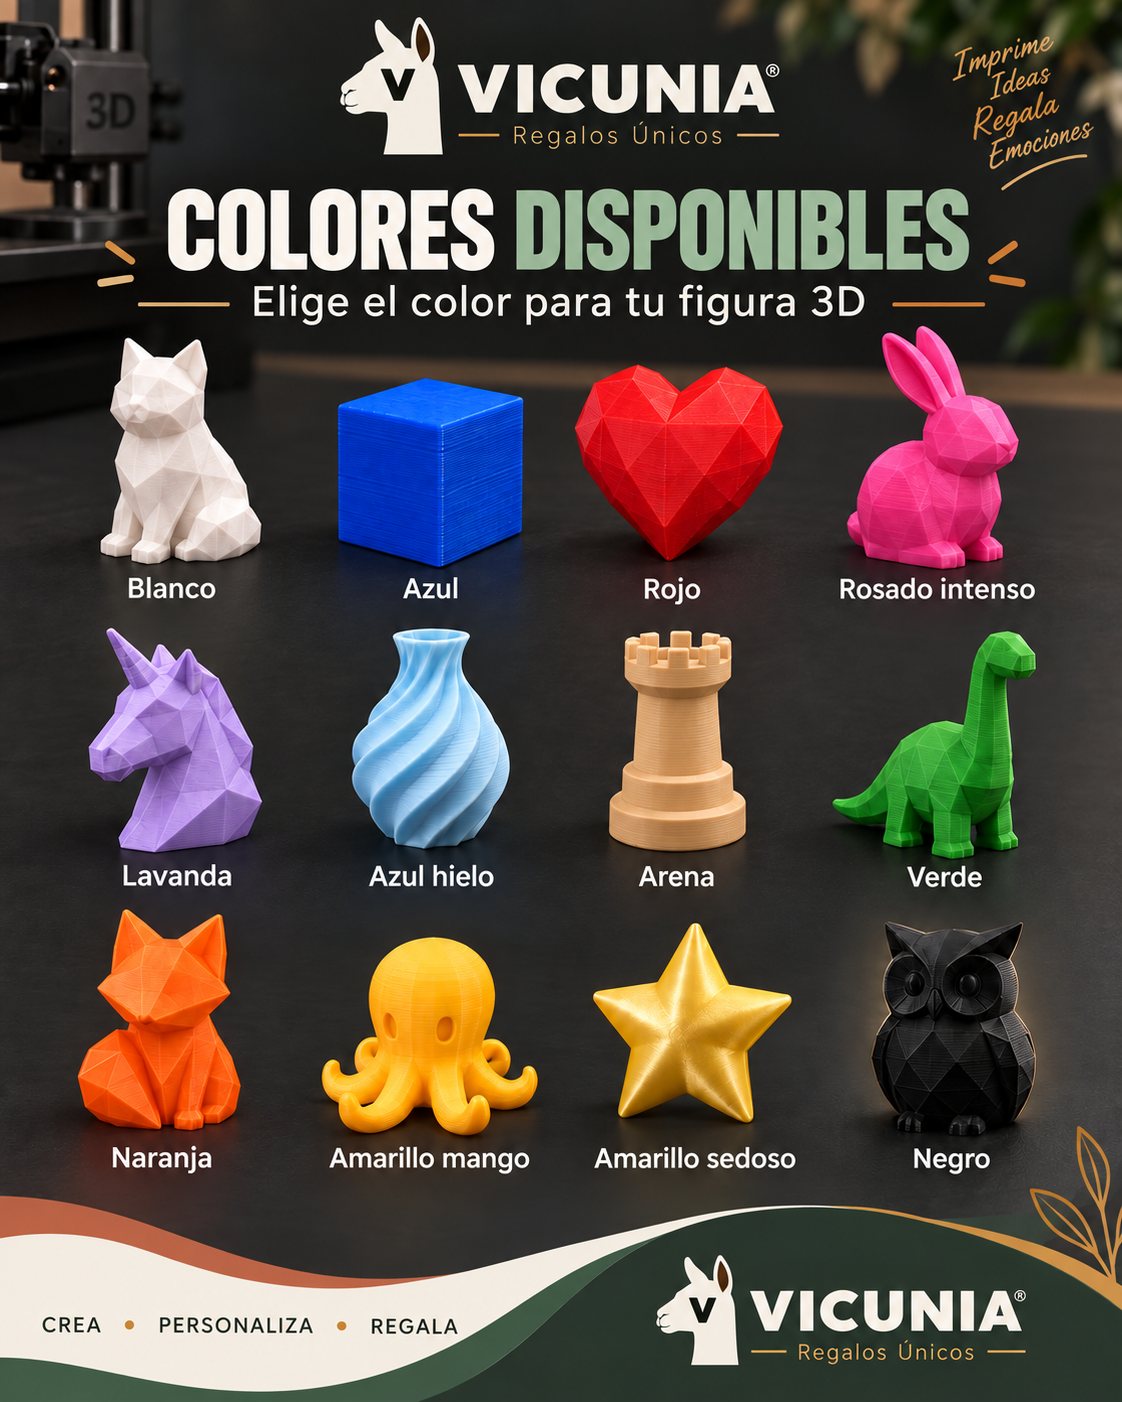 3D
V
VICUNIA®
Regalos Únicos
Imprime
Ideas
Regala
Emociones
COLORES DISPONIBLES
Elige el color para tu figura 3D
Blanco
Azul
Rojo
Rosado intenso
Lavanda
Azul hielo
Arena
Verde
Naranja
Amarillo mango
Amarillo sedoso
Negro
CREA • PERSONALIZA • REGALA
V
VICUNIA®
Regalos Únicos